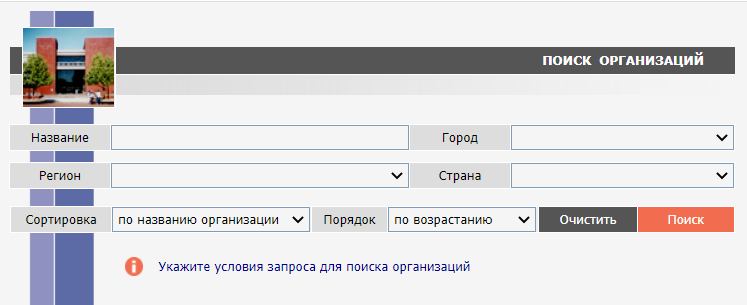 ПОИСК ОРГАНИЗАЦИЙ
Название Город
Регион Страна
Сортировка по названию организации Порядок по возрастанию Очистить Поиск
Укажите условия запроса для поиска организаций